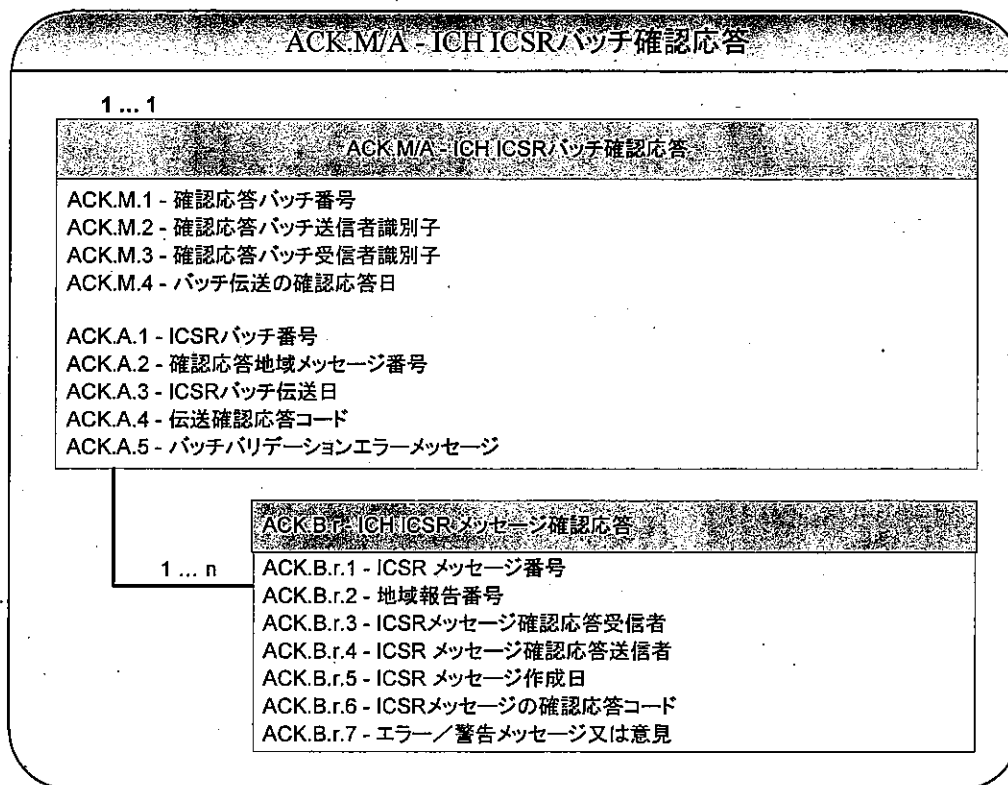 ACK.M/A - ICH ICSRバッチ確認応答
1 ... 1
ACK.M/A - ICH ICSRバッチ確認応答
ACK.M.1 - 確認応答バッチ番号
ACK.M.2 - 確認応答バッチ送信者識別子
ACK.M.3 - 確認応答バッチ受信者識別子
ACK.M.4 - バッチ伝送の確認応答日
ACK.A.1 - ICSRバッチ番号
ACK.A.2 - 確認応答地域メッセージ番号
ACK.A.3 - ICSRバッチ伝送日
ACK.A.4 - 伝送確認応答コード
ACK.A.5 - バッチバリデーションエラーメッセージ
ACK.B.r - ICH ICSR メッセージ確認応答
1 ... n
ACK.B.r.1 - ICSR メッセージ番号
ACK.B.r.2 - 地域報告番号
ACK.B.r.3 - ICSRメッセージ確認応答受信者
ACK.B.r.4 - ICSR メッセージ確認応答送信者
ACK.B.r.5 - ICSR メッセージ作成日
ACK.B.r.6 - ICSRメッセージの確認応答コード
ACK.B.r.7 - エラー／警告メッセージ又は意見